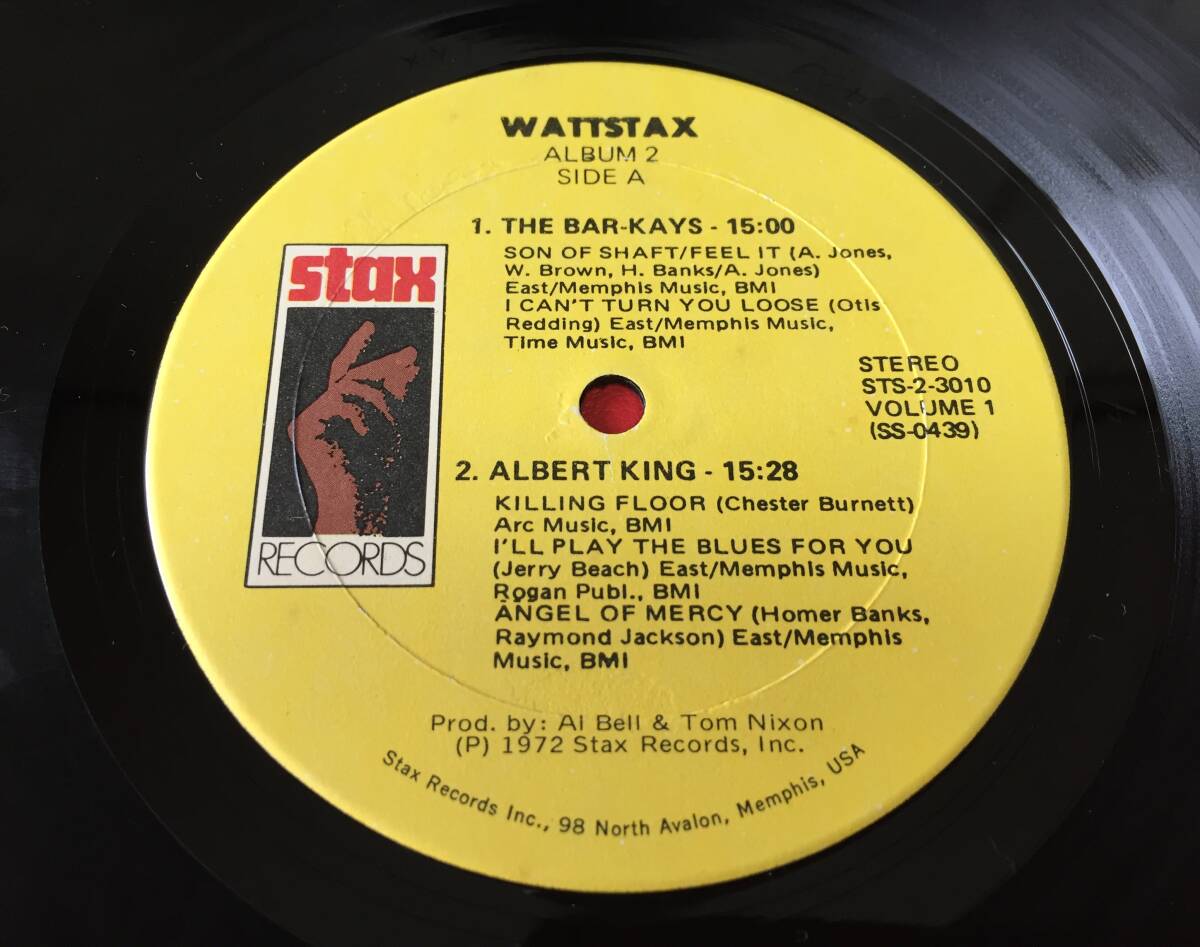 WATTSTAX
ALBUM 2
SIDE A
1. THE BAR-KAYS - 15:00
SON OF SHAFT/FEEL IT (A. Jones,
W. Brown, H. Banks/A. Jones)
East/Memphis Music, BMI
I CAN'T TURN YOU LOOSE (Otis
Redding) East/Memphis Music,
Time Music, BMI
stax
RECORDS
STEREO
STS-2-3010
VOLUME 1
(SS-0439)
2. ALBERT KING - 15:28
KILLING FLOOR (Chester Burnett)
Arc Music, BMI
I'LL PLAY THE BLUES FOR YOU
(Jerry Beach) East/Memphis Music,
Rogan Publ., BMI
ANGEL OF MERCY (Homer Banks,
Raymond Jackson) East/Memphis
Music, BMI
Prod. by: Al Bell & Tom Nixon
(P) 1972 Stax Records, Inc.
Stax Records Inc., 98 North Avalon, Memphis, USA